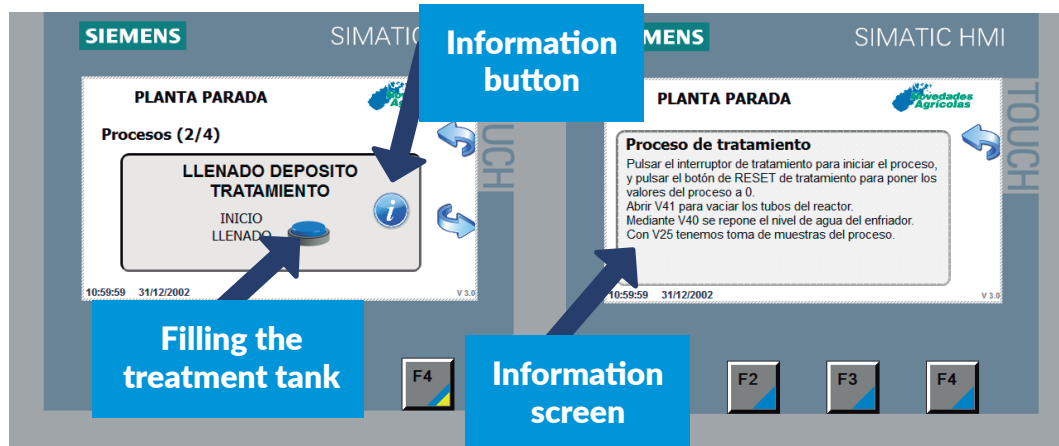 SIEMENS
SIMATIC
Information
button
MENS
SIMATIC HMI
PLANTA PARADA
Procesos (2/4)
LLENADO DEPOSITO
TRATAMIENTO
INICIO
LLENADO
i
10:59:59 31/12/2002
V 3.0
UCH
Filling the
treatment tank
F4
PLANTA PARADA
Novedades
Agrícolas
Proceso de tratamiento
Pulsar el interruptor de tratamiento para iniciar el proceso,
y pulsar el botón de RESET de tratamiento para poner los
valores del proceso a 0.
Abrir V41 para vaciar los tubos del reactor.
Mediante V40 se repone el nivel de agua del enfriador.
Con V25 tenemos toma de muestras del proceso.
10:59:59 31/12/2002
V 3.0
TOUCH
Information
screen
F2
F3
F4